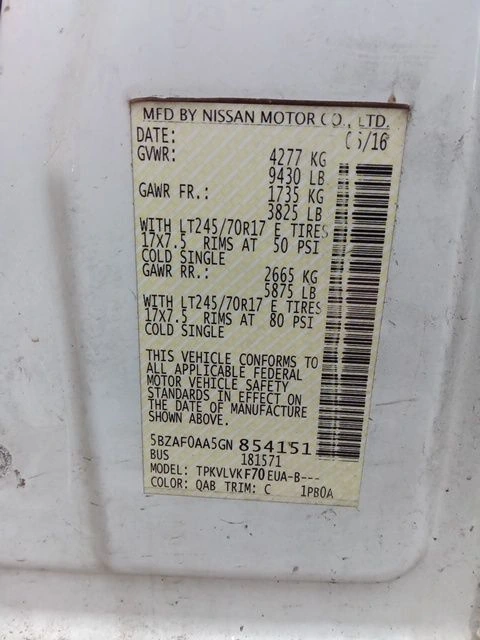 MFD BY NISSAN MOTOR CO., LTD.
DATE: 05/16
GVWR: 4277 KG
9430 LB
GAWR FR.: 1735 KG
3825 LB
WITH LT245/70R17 E TIRES
17X7.5 RIMS AT 50 PSI
COLD SINGLE
GAWR RR.: 2665 KG
5875 LB
WITH LT245/70R17 E TIRES
17X7.5 RIMS AT 80 PSI
COLD SINGLE
THIS VEHICLE CONFORMS TO
ALL APPLICABLE FEDERAL
MOTOR VEHICLE SAFETY
STANDARDS IN EFFECT ON
THE DATE OF MANUFACTURE
SHOWN ABOVE.
5BZAF0AA5GN 854151
BUS 181571
MODEL: TPKVLVKF70EUA-B---
COLOR: QAB TRIM: C 1PB0A